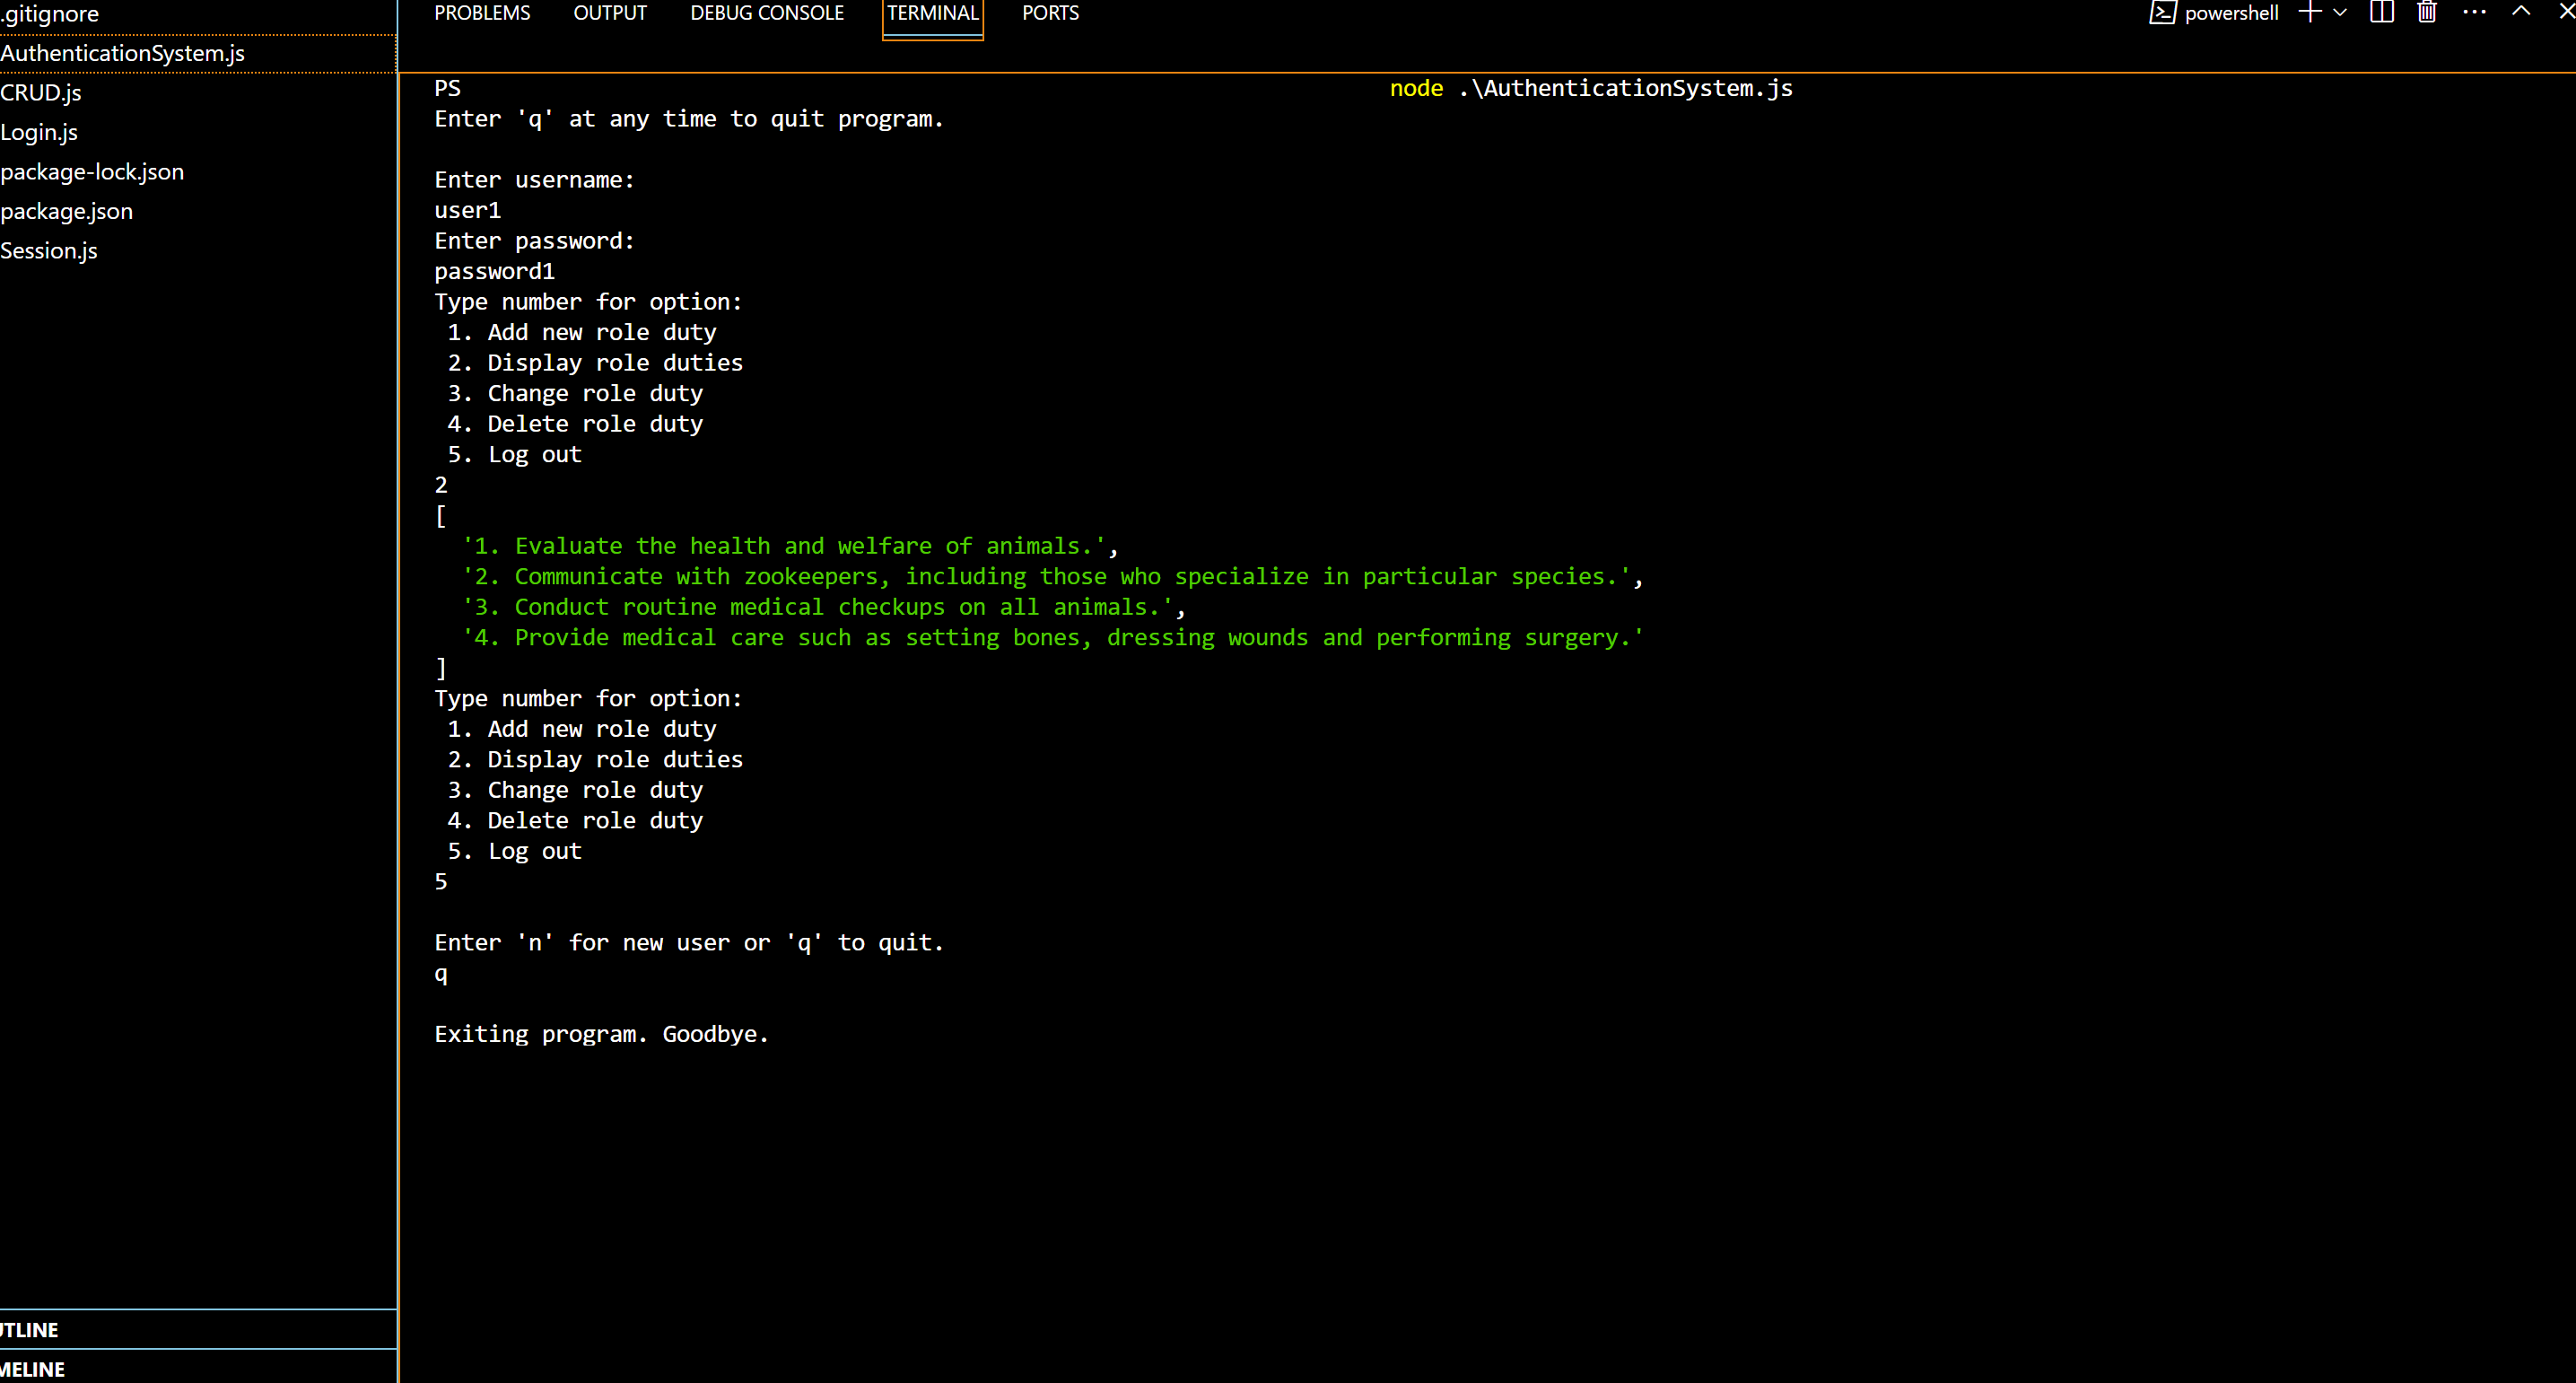 .gitignore
AuthenticationSystem.js
CRUD.js
Login.js
package-lock.json
package.json
Session.js
UTLINE
MELINE
PROBLEMS OUTPUT DEBUG CONSOLE TERMINAL PORTS
powershell
PS node .\AuthenticationSystem.js
Enter 'q' at any time to quit program.
Enter username:
user1
Enter password:
password1
Type number for option:
1. Add new role duty
2. Display role duties
3. Change role duty
4. Delete role duty
5. Log out
2
[
'1. Evaluate the health and welfare of animals.',
'2. Communicate with zookeepers, including those who specialize in particular species.',
'3. Conduct routine medical checkups on all animals.',
'4. Provide medical care such as setting bones, dressing wounds and performing surgery.'
]
Type number for option:
1. Add new role duty
2. Display role duties
3. Change role duty
4. Delete role duty
5. Log out
5
Enter 'n' for new user or 'q' to quit.
q
Exiting program. Goodbye.